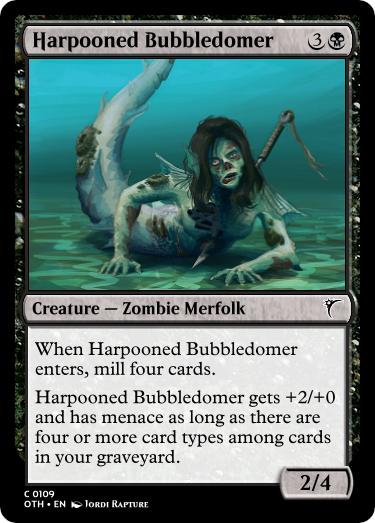 Harpooned Bubbledomer 3
Creature — Zombie Merfolk
When Harpooned Bubbledomer
enters, mill four cards.
Harpooned Bubbledomer gets +2/+0
and has menace as long as there are
four or more card types among cards
in your graveyard.
2/4
C 0109
OTH • EN Jordi Rapture